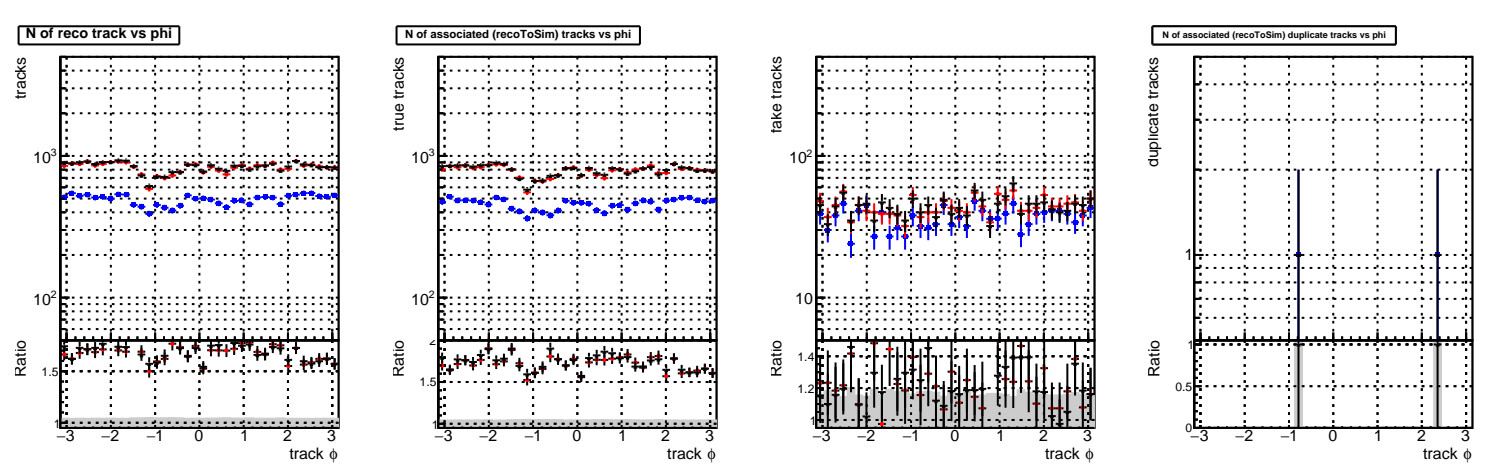 N of reco track vs phi
tracks
10³
10²
Ratio
1.5
1
−3 −2 −1 0 1 2 3
track ϕ
N of associated (recoToSim) tracks vs phi
true tracks
10³
10²
Ratio
2
1.5
1
−3 −2 −1 0 1 2 3
track ϕ
fake tracks
10²
10
Ratio
1.4
1.2
1
−3 −2 −1 0 1 2 3
track ϕ
N of associated (recoToSim) duplicate tracks vs phi
duplicate tracks
1
Ratio
1
0.5
0
−3 −2 −1 0 1 2 3
track ϕ